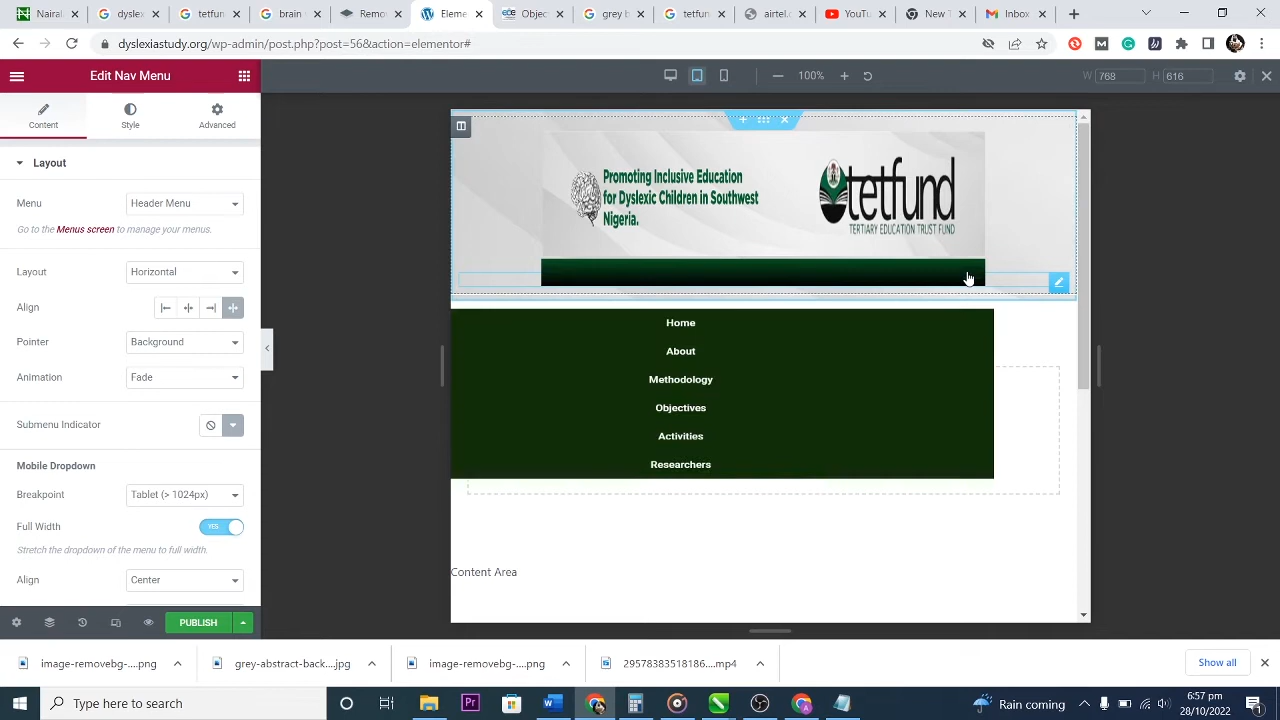 Naira
Remo
Google
tetfun
bran
Remo
Eleme
Object
grey b
tetfun
airtel.c
YouTu
New T
Inbox
dyslexiastudy.org/wp-admin/post.php?post=56&action=elementor#
Edit Nav Menu
100%
W 768 H 616
Content Style Advanced
Layout
Menu Header Menu
Go to the Menus screen to manage your menus.
Layout Horizontal
Align
Pointer Background
Animation Fade
Submenu Indicator
Mobile Dropdown
Breakpoint Tablet (> 1024px)
Full Width YES
Stretch the dropdown of the menu to full width.
Align Center
PUBLISH
Promoting Inclusive Education
for Dyslexic Children in Southwest
Nigeria.
tetfund
TERTIARY EDUCATION TRUST FUND
Home
About
Methodology
Objectives
Activities
Researchers
Content Area
image-removebg-....png
grey-abstract-back....jpg
image-removebg-....png
29578383518186....mp4
Show all
Type here to search
Rain coming
6:57 pm
28/10/2022